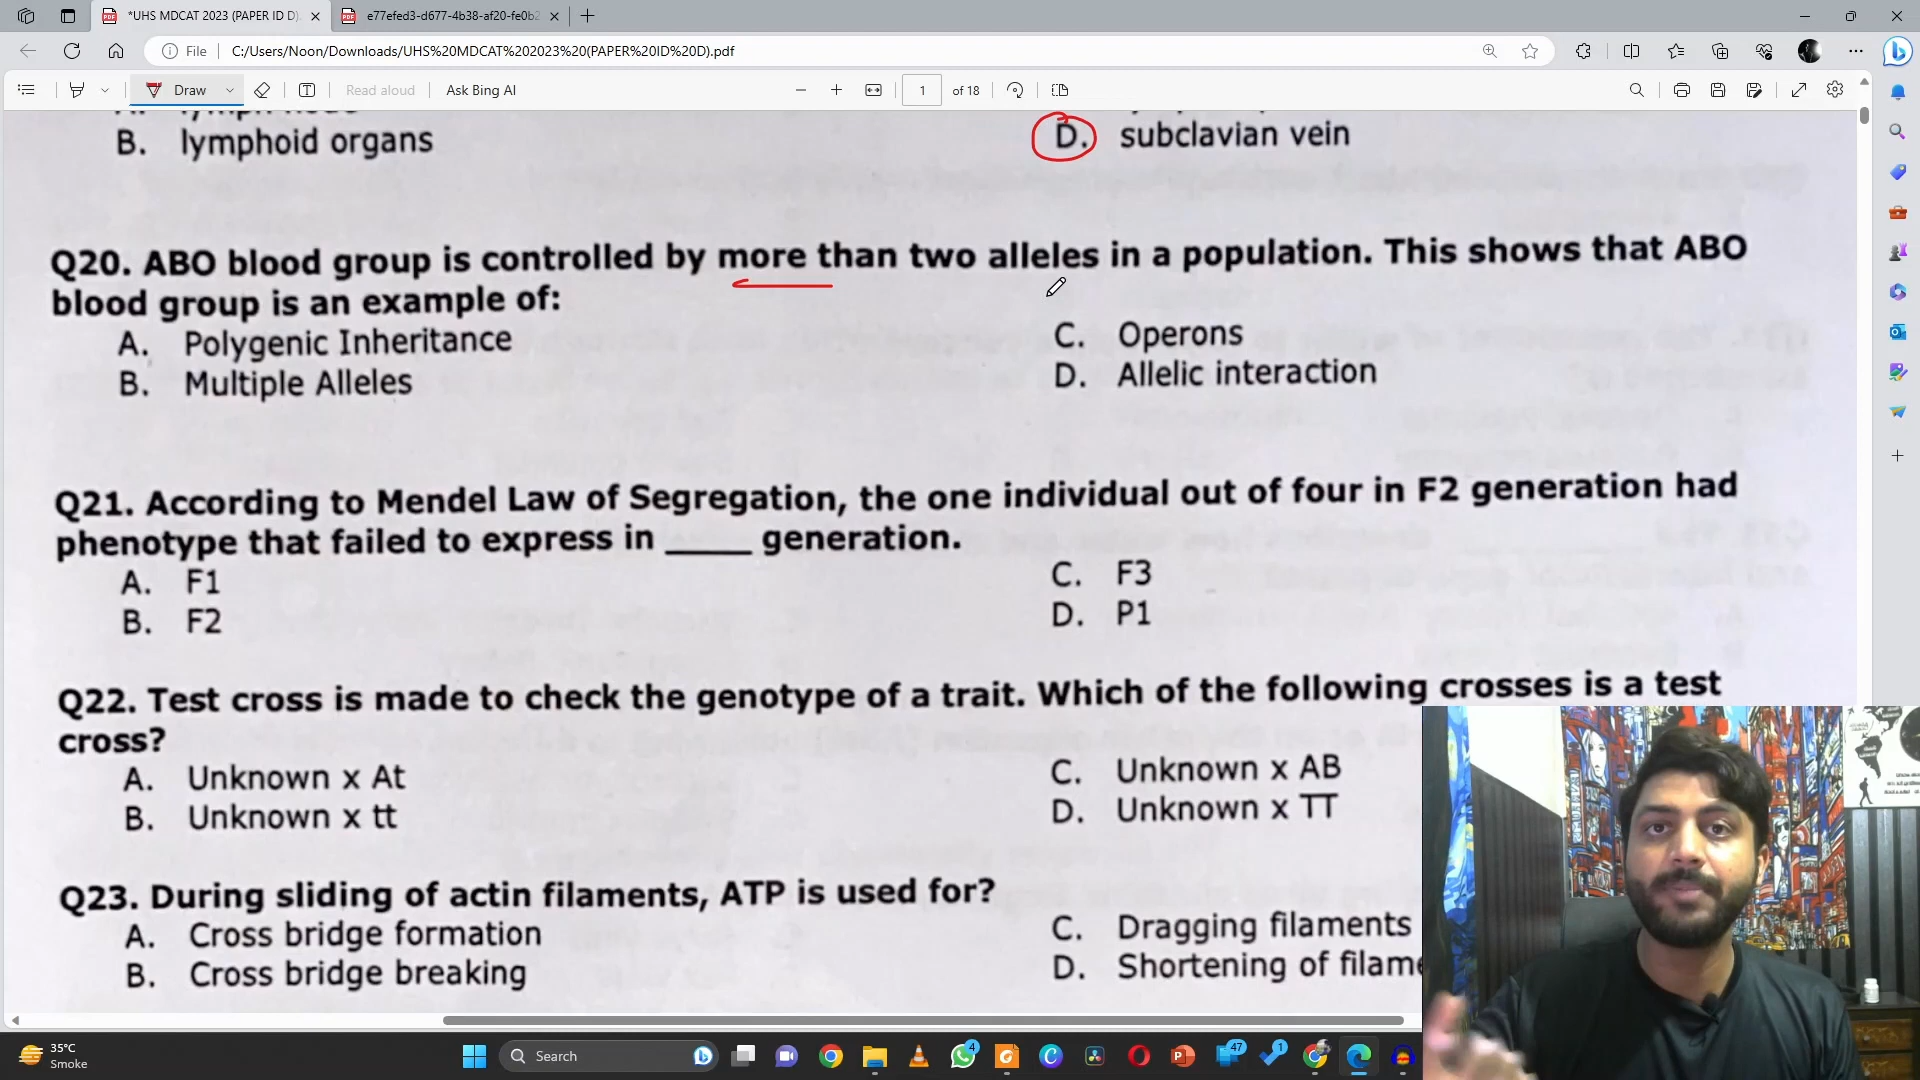 *UHS MDCAT 2023 (PAPER ID D).
e77efed3-d677-4b38-af20-fe0b2
File
C:/Users/Noon/Downloads/UHS%20MDCAT%202023%20(PAPER%20ID%20D).pdf
Draw
Read aloud
Ask Bing AI
1
of 18
B. lymphoid organs
D. subclavian vein
Q20. ABO blood group is controlled by more than two alleles in a population. This shows that ABO
blood group is an example of:
A. Polygenic Inheritance
C. Operons
B. Multiple Alleles
D. Allelic interaction
Q21. According to Mendel Law of Segregation, the one individual out of four in F2 generation had
phenotype that failed to express in _____ generation.
A. F1
C. F3
B. F2
D. P1
Q22. Test cross is made to check the genotype of a trait. Which of the following crosses is a test
cross?
A. Unknown x At
C. Unknown x AB
B. Unknown x tt
D. Unknown x TT
Q23. During sliding of actin filaments, ATP is used for?
A. Cross bridge formation
C. Dragging filaments
B. Cross bridge breaking
D. Shortening of filame
35°C
Smoke
Search
4
47
1